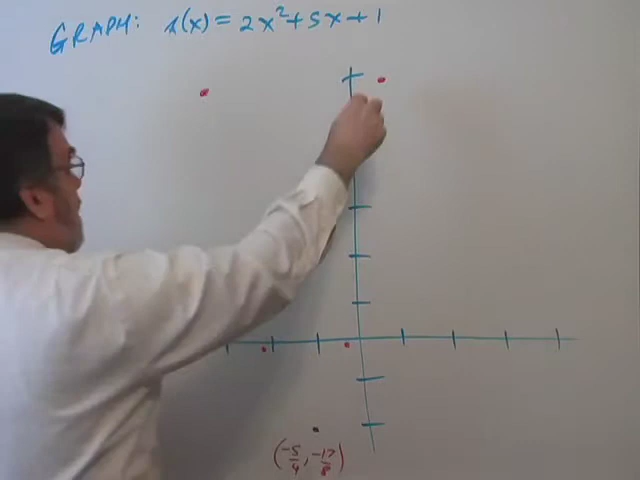 GRAPH: r(x) = 2x²+5x+1
(-5/4, -17/8)